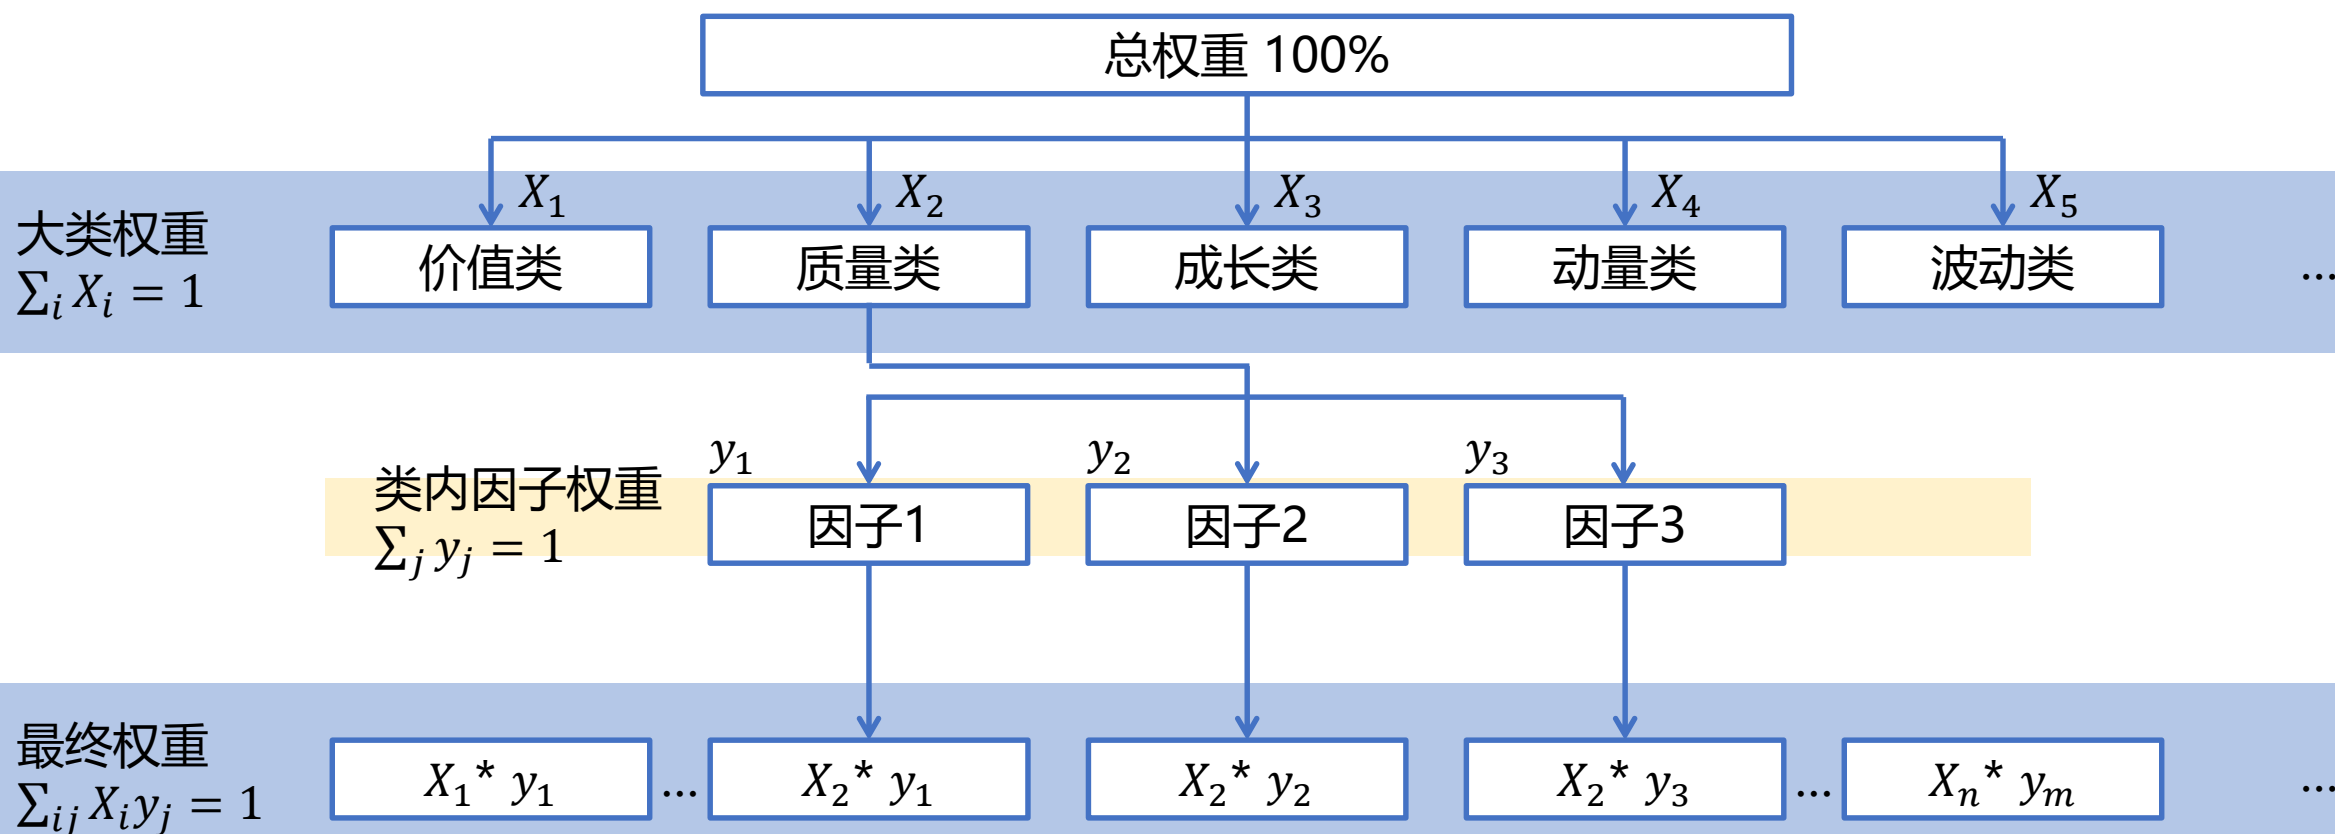 总权重 100%
X₁
X₂
X₃
X₄
X₅
大类权重
∑ᵢ Xᵢ = 1
价值类
质量类
成长类
动量类
波动类
...
y₁
y₂
y₃
类内因子权重
∑ⱼ yⱼ = 1
因子1
因子2
因子3
最终权重
∑ᵢⱼ Xᵢyⱼ = 1
X₁* y₁
...
X₂* y₁
X₂* y₂
X₂* y₃
...
Xₙ* yₘ
...